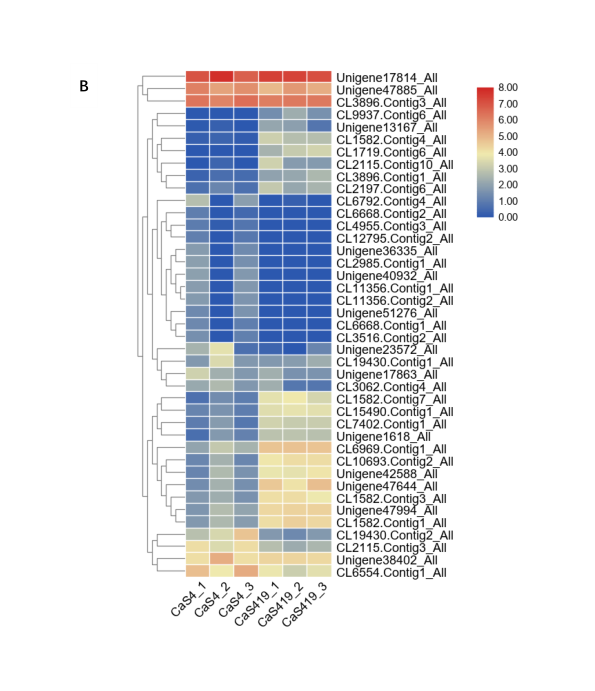 B
Unigene17814_All
Unigene47885_All
CL3896.Contig3_All
CL9937.Contig6_All
Unigene13167_All
CL1582.Contig4_All
CL1719.Contig6_All
CL2115.Contig10_All
CL3896.Contig1_All
CL2197.Contig6_All
CL6792.Contig4_All
CL6668.Contig2_All
CL4955.Contig3_All
CL12795.Contig2_All
Unigene36335_All
CL2985.Contig1_All
Unigene40932_All
CL11356.Contig1_All
CL11356.Contig2_All
Unigene51276_All
CL6668.Contig1_All
CL3516.Contig2_All
Unigene23572_All
CL19430.Contig1_All
Unigene17863_All
CL3062.Contig4_All
CL1582.Contig7_All
CL15490.Contig1_All
CL7402.Contig1_All
Unigene1618_All
CL6969.Contig1_All
CL10693.Contig2_All
Unigene42588_All
Unigene47644_All
CL1582.Contig3_All
Unigene47994_All
CL1582.Contig1_All
CL19430.Contig2_All
CL2115.Contig3_All
Unigene38402_All
CL6554.Contig1_All
8.00
7.00
6.00
5.00
4.00
3.00
2.00
1.00
0.00
CaS4_1
CaS4_2
CaS4_3
CaS419_1
CaS419_2
CaS419_3